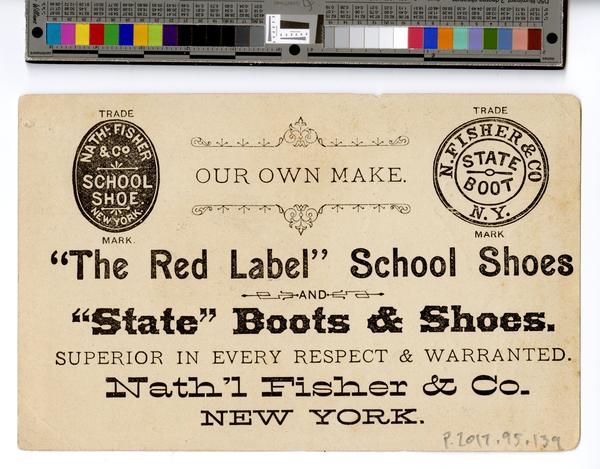 TRADE
NATH'L FISHER
& CO.
SCHOOL
SHOE.
NEW-YORK.
MARK.
OUR OWN MAKE.
TRADE
N. FISHER & CO
STATE
BOOT
N.Y.
MARK
"The Red Label" School Shoes
AND
"State" Boots & Shoes.
SUPERIOR IN EVERY RESPECT & WARRANTED.
Nath'l Fisher & Co.
NEW YORK.
P.2017.95.139